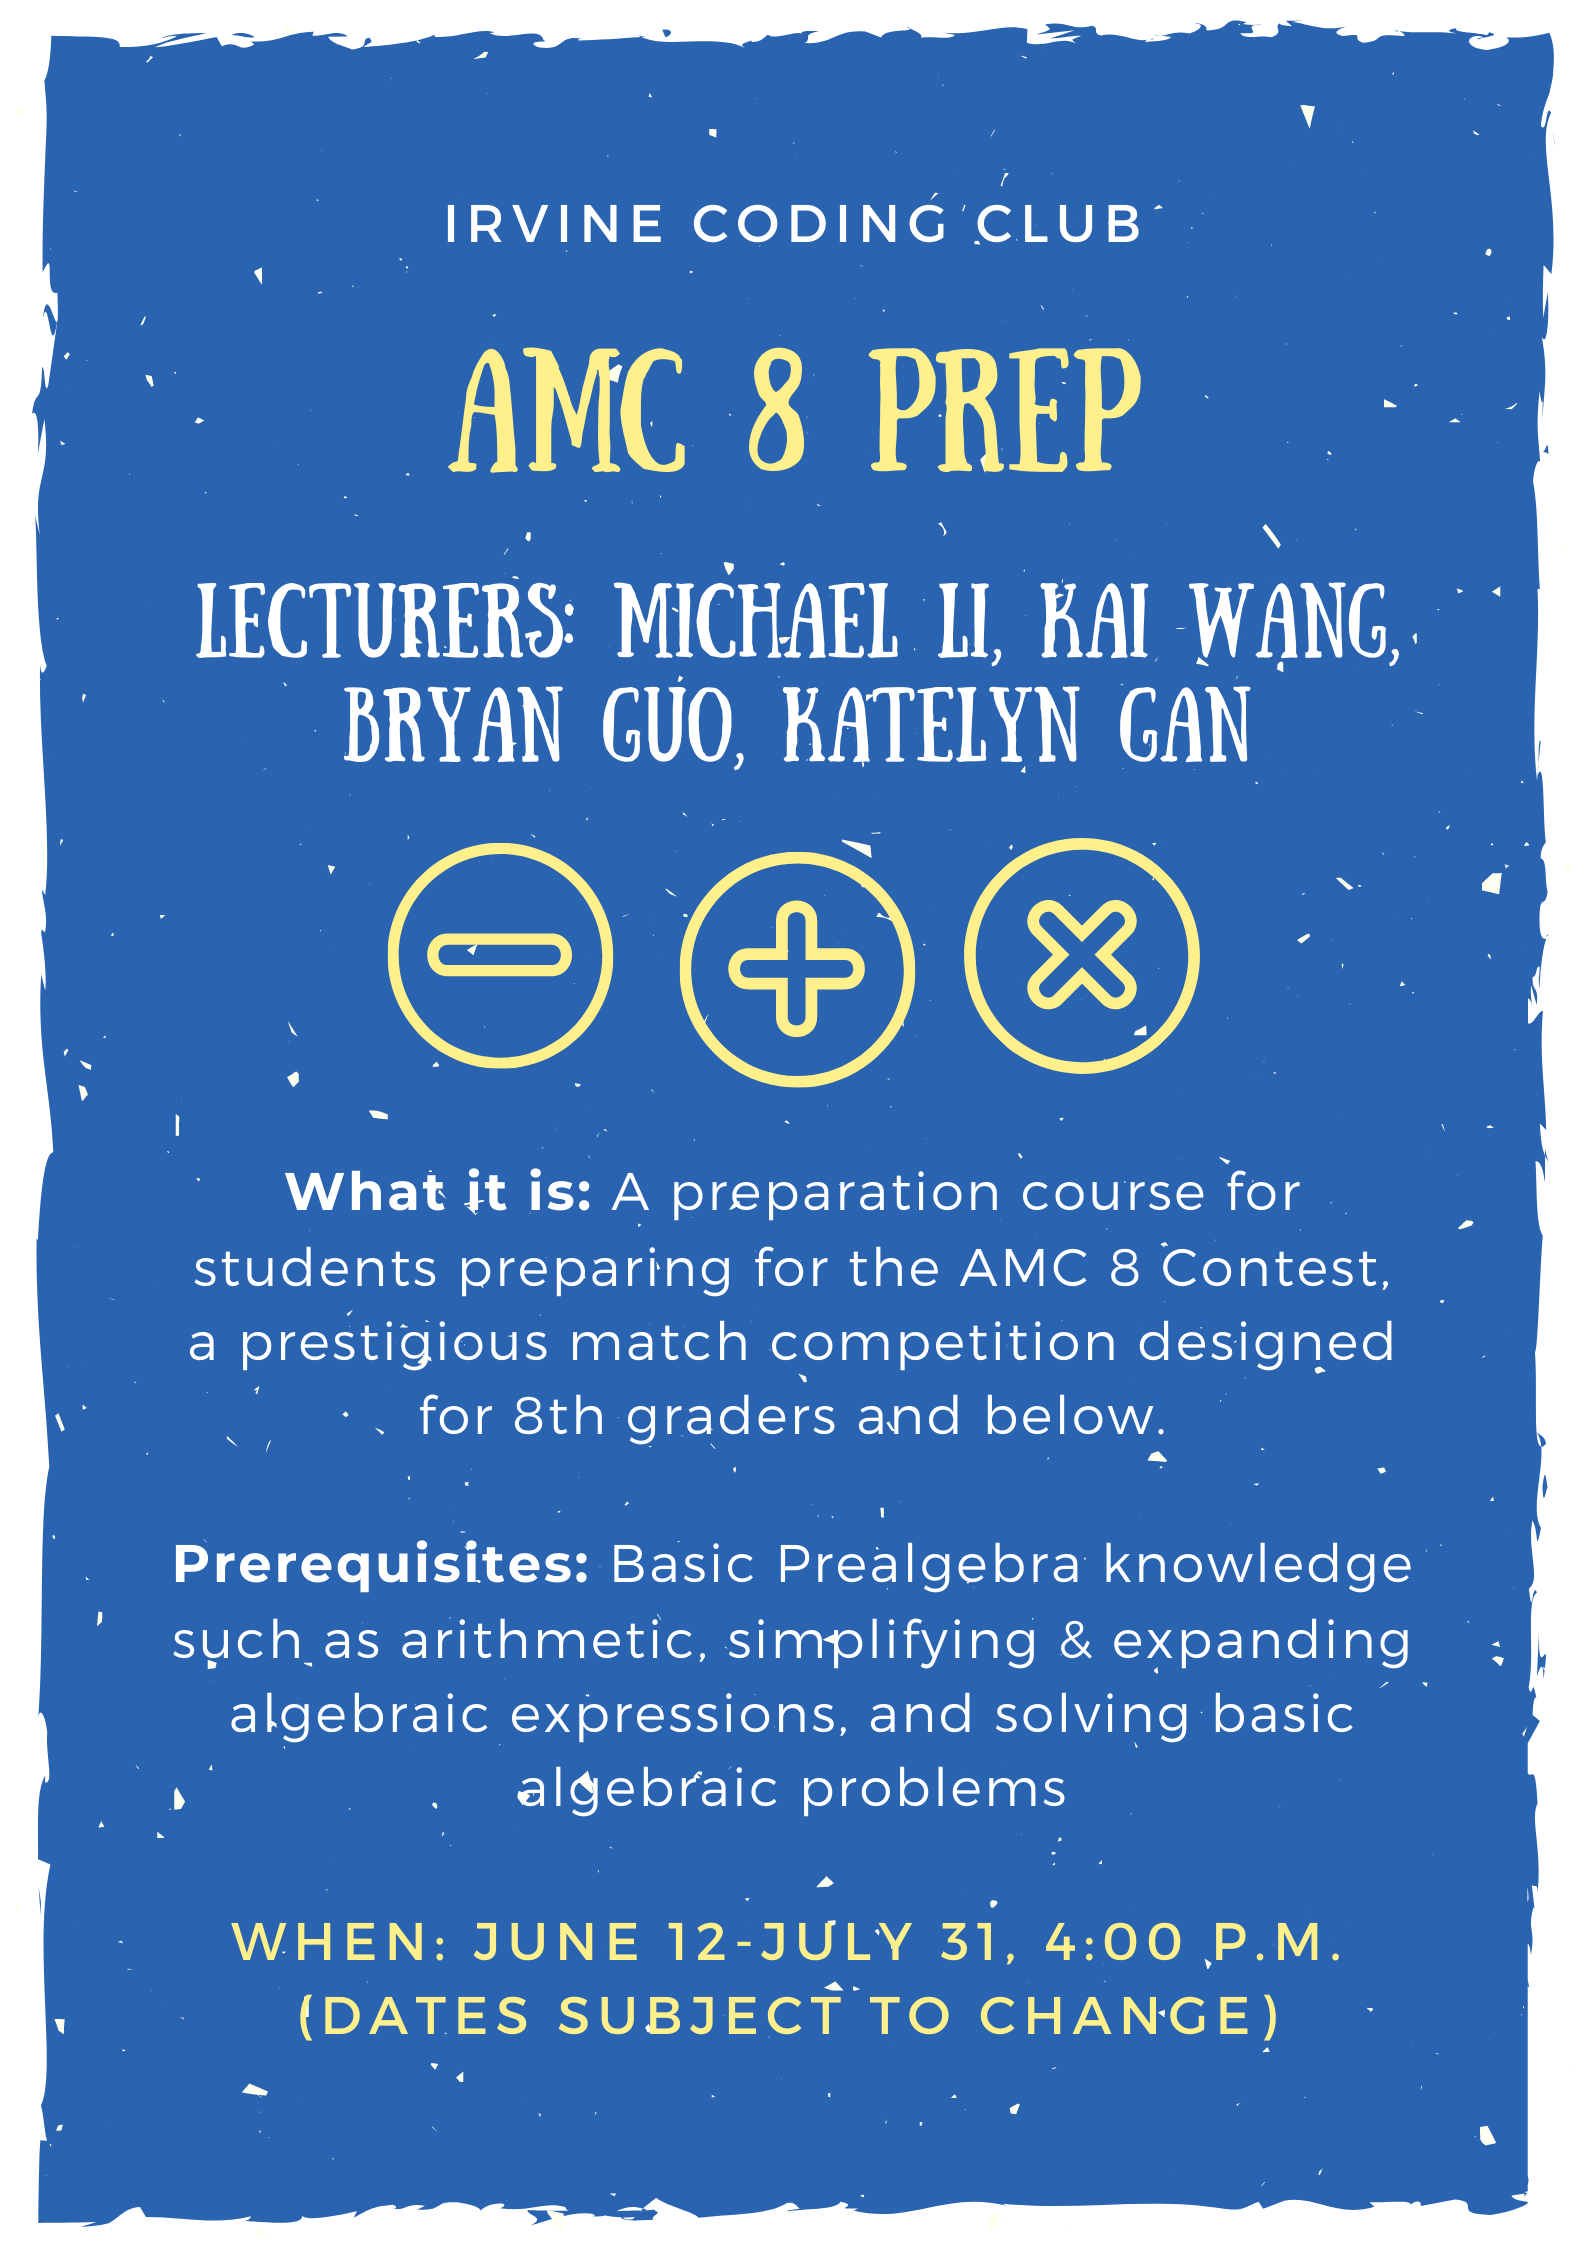 IRVINE CODING CLUB
AMC 8 PREP
LECTURERS: MICHAEL LI, KAI WANG,
BRYAN GUO, KATELYN GAN
What it is: A preparation course for
students preparing for the AMC 8 Contest,
a prestigious match competition designed
for 8th graders and below.
Prerequisites: Basic Prealgebra knowledge
such as arithmetic, simplifying & expanding
algebraic expressions, and solving basic
algebraic problems
WHEN: JUNE 12-JULY 31, 4:00 P.M.
(DATES SUBJECT TO CHANGE)